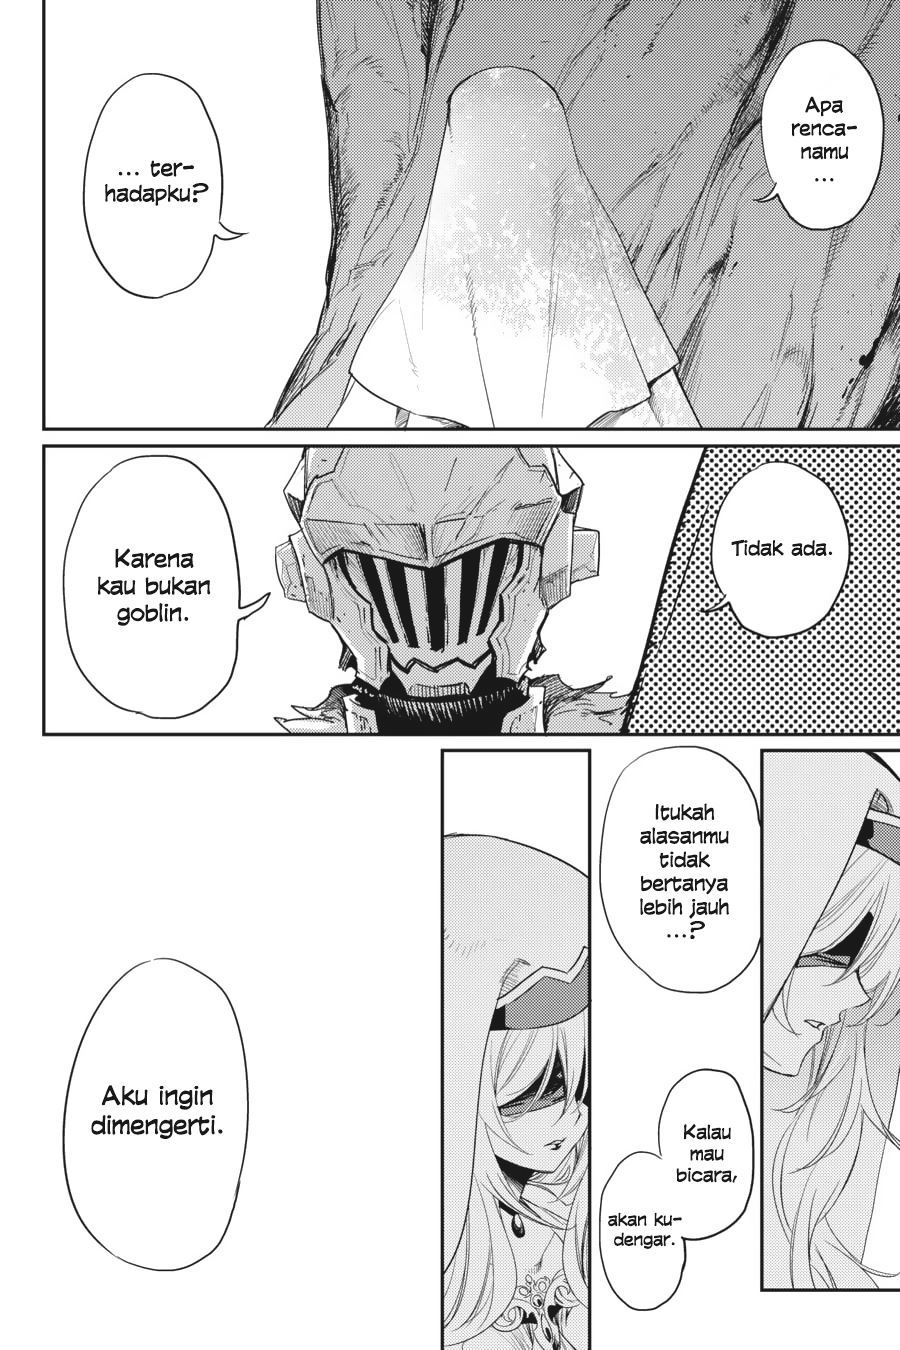 Apa
renca-
namu
...
... ter-
hadapku?
Tidak ada.
Karena
kau bukan
goblin.
Itukah
alasanmu
tidak
bertanya
lebih jauh
...?
Kalau
mau
bicara,
akan ku-
dengar.
Aku ingin
dimengerti.